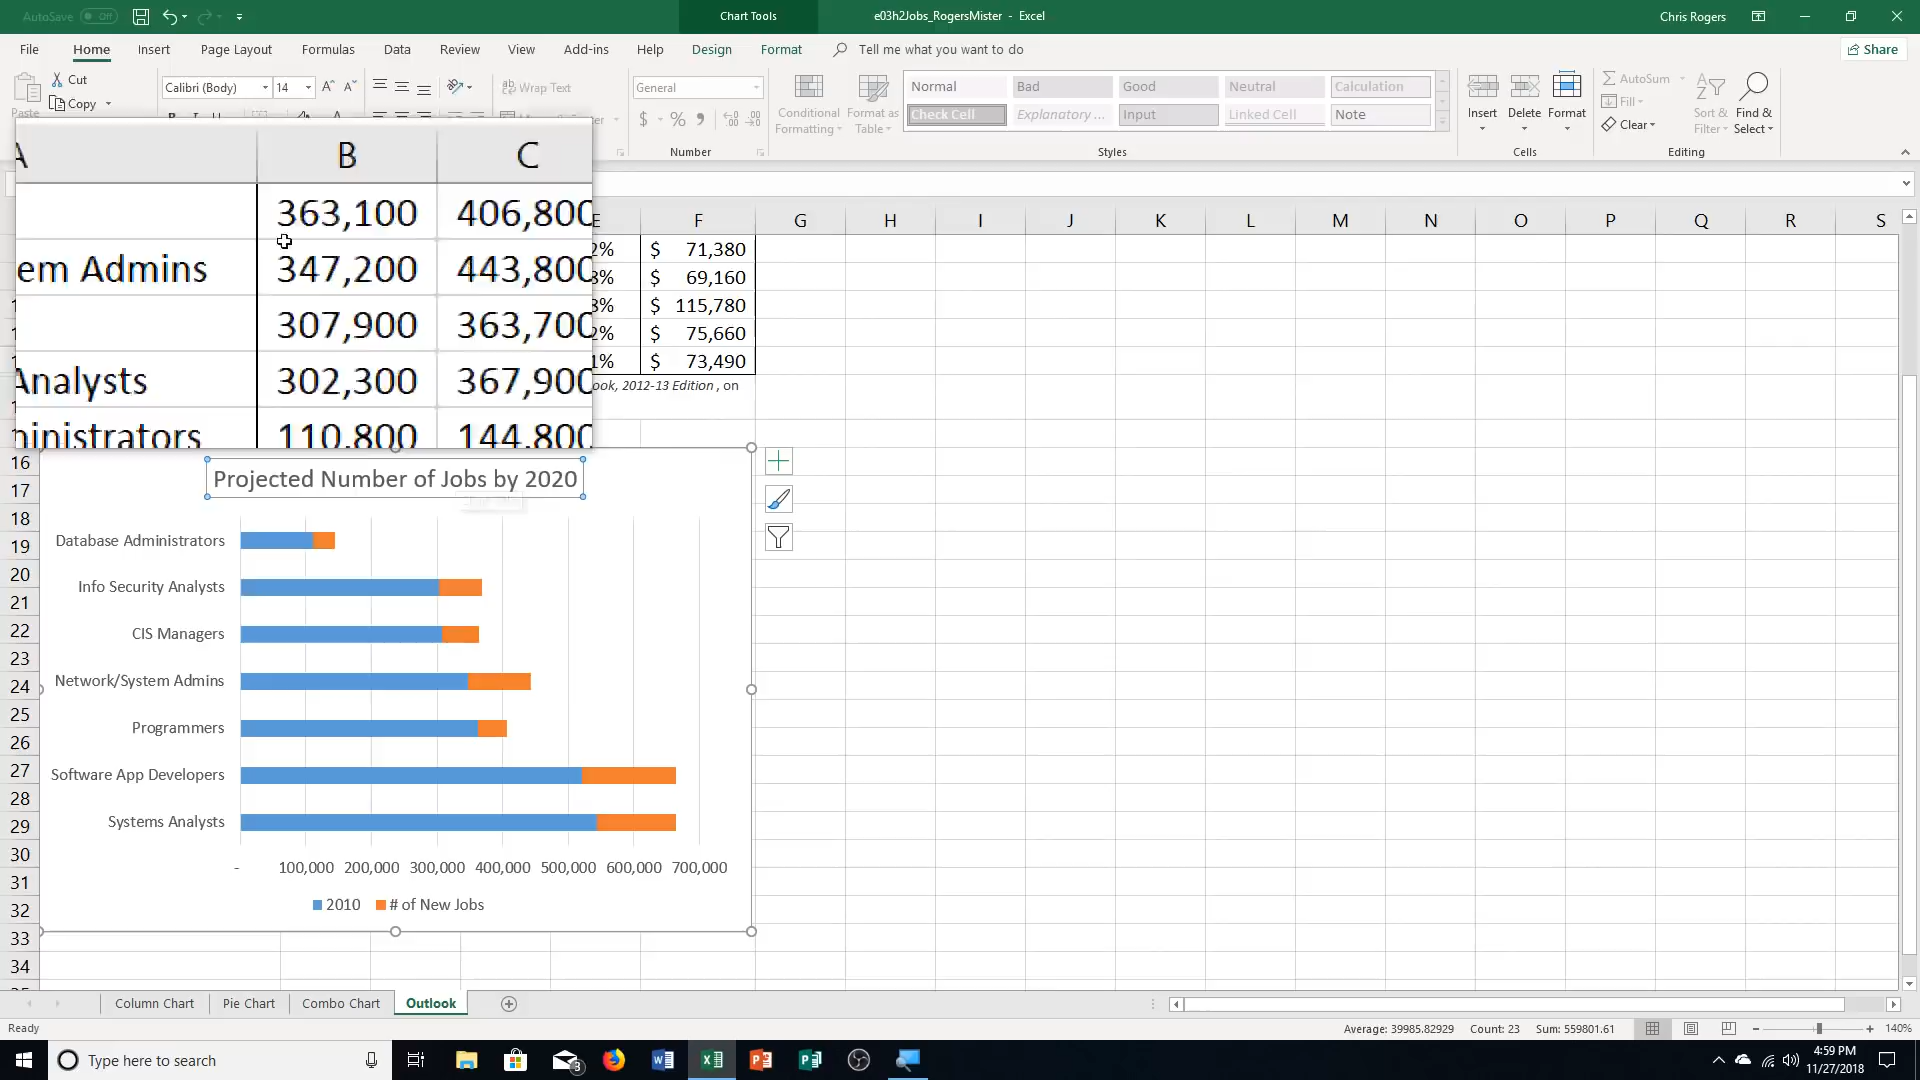 AutoSave Off
Chart Tools
e03h2Jobs_RogersMister - Excel
Chris Rogers
File Home Insert Page Layout Formulas Data Review View Add-ins Help Design Format Tell me what you want to do Share
Cut
Copy
Paste
Calibri (Body) 14
Wrap Text
General
$ % 9
Number
Conditional Formatting
Format as Table
Normal Bad Good Neutral Calculation
Check Cell Explanatory ... Input Linked Cell Note
Styles
Insert Delete Format
Cells
AutoSum
Fill
Clear
Sort & Filter
Find & Select
Editing
A B C
363,100 406,800
em Admins 347,200 443,800
307,900 363,700
Analysts 302,300 367,900
ministrators 110,800 144,800
E F G H I J K L M N O P Q R S
2% $ 71,380
8% $ 69,160
8% $ 115,780
2% $ 75,660
1% $ 73,490
ook, 2012-13 Edition, on
16
17
18
19
20
21
22
23
24
25
26
27
28
29
30
31
32
33
34
Projected Number of Jobs by 2020
Database Administrators
Info Security Analysts
CIS Managers
Network/System Admins
Programmers
Software App Developers
Systems Analysts
- 100,000 200,000 300,000 400,000 500,000 600,000 700,000
2010 # of New Jobs
Column Chart Pie Chart Combo Chart Outlook
Ready
Average: 39985.82929 Count: 23 Sum: 559801.61
140%
Type here to search
3
4:59 PM
11/27/2018